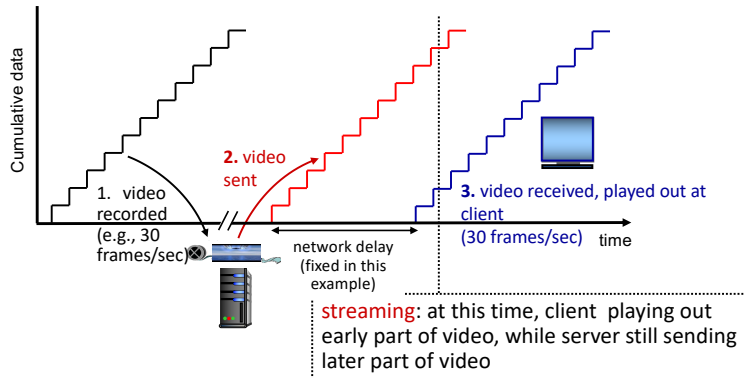 Cumulative data
1. video
recorded
(e.g., 30
frames/sec)
2. video
sent
3. video received, played out at
client
(30 frames/sec)
time
network delay
(fixed in this
example)
streaming: at this time, client playing out
early part of video, while server still sending
later part of video